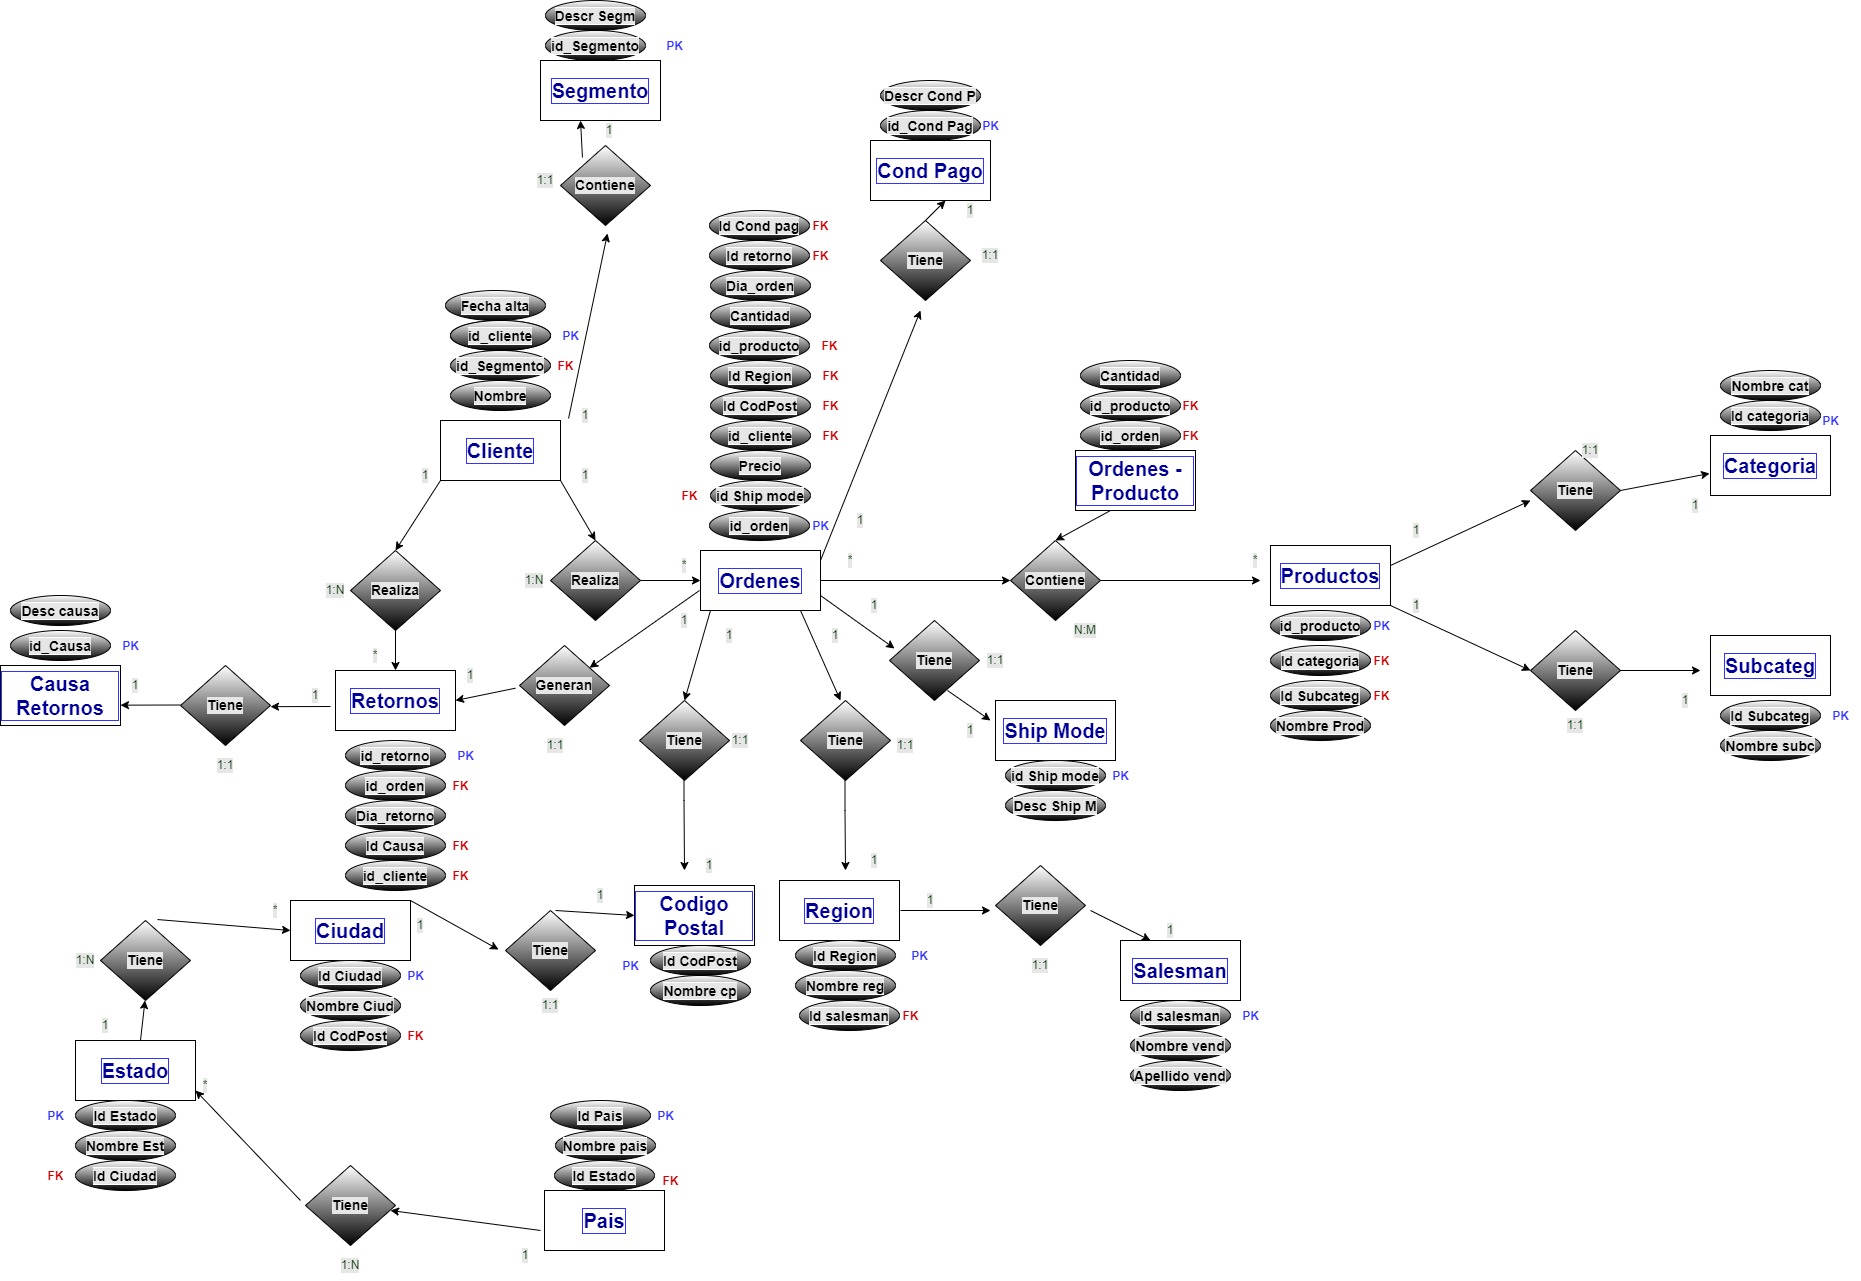 Descr Segm
id_Segmento PK
Segmento
1
1:1 Contiene
Descr Cond P
id_Cond Pag PK
Cond Pago
1
Tiene 1:1
Id Cond pag FK
Id retorno FK
Dia_orden
Cantidad
id_producto FK
Id Region FK
Id CodPost FK
id_cliente FK
Precio
FK id Ship mode
id_orden PK
Ordenes
Fecha alta
id_cliente PK
id_Segmento FK
Nombre
1
Cliente
1 1
1:N Realiza
1:N Realiza
*
*
1
*
Cantidad
id_producto FK
id_orden FK
Ordenes -
Producto
Contiene
N:M
*
Productos
id_producto PK
Id categoria FK
Id Subcateg FK
Nombre Prod
1
1
1:1
Tiene
1
Nombre cat
Id categoria PK
Categoria
Tiene
1:1
1
Subcateg
Id Subcateg PK
Nombre subc
Desc causa
id_Causa PK
Causa
Retornos
1
Tiene
1:1
1
Retornos
1
Generan
1:1
1
id_retorno PK
id_orden FK
Dia_retorno
Id Causa FK
id_cliente FK
1
Tiene 1:1
1
1
Tiene 1:1
1
1
Tiene 1:1
1
Ship Mode
id Ship mode PK
Desc Ship M
1:N Tiene
*
Ciudad
1
Id Ciudad PK
Nombre Ciud
Id CodPost FK
Tiene
1:1
1
Codigo
Postal
PK Id CodPost
Nombre cp
Region
1
Id Region PK
Nombre reg
Id salesman FK
Tiene
1:1
1
Salesman
Id salesman PK
Nombre vend
Apellido vend
1
Estado
*
PK Id Estado
Nombre Est
FK Id Ciudad
Tiene
1:N
Id Pais PK
Nombre pais
Id Estado FK
Pais
1